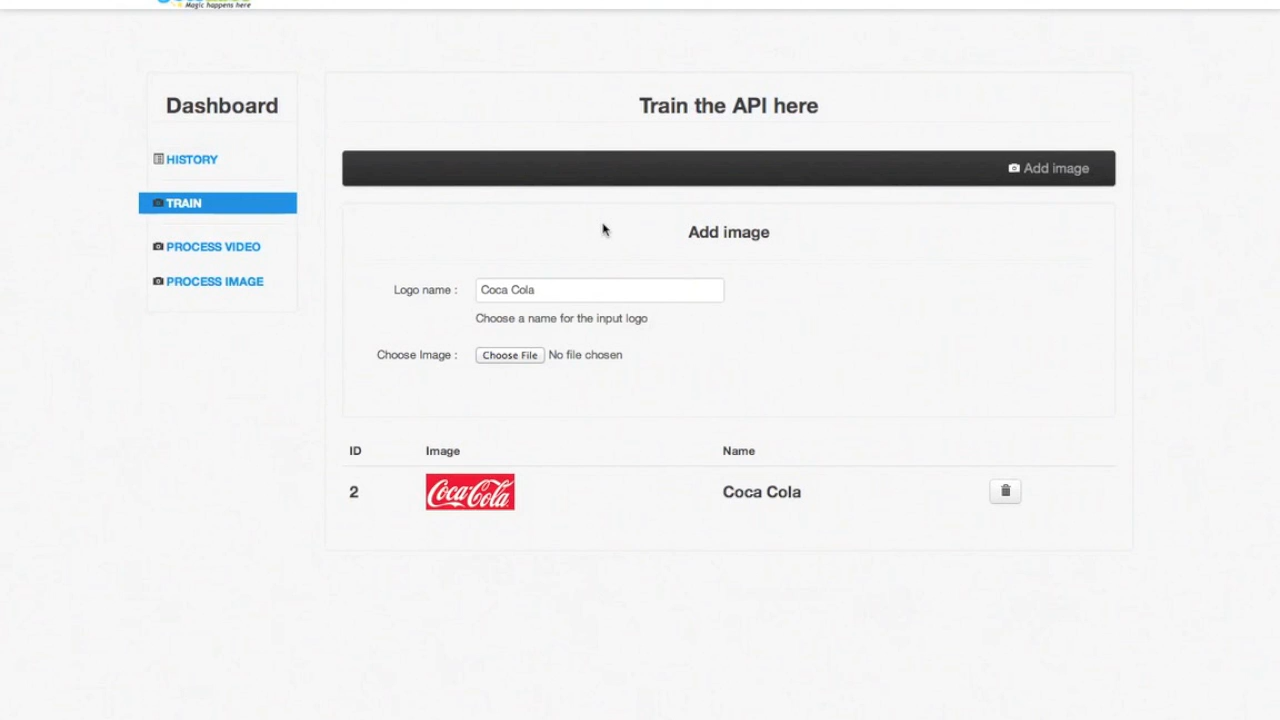 Magic happens here
Dashboard
HISTORY
TRAIN
PROCESS VIDEO
PROCESS IMAGE
Train the API here
Add image
Add image
Logo name :
Coca Cola
Choose a name for the input logo
Choose Image :
Choose File No file chosen
ID Image Name
2 Coca-Cola Coca Cola